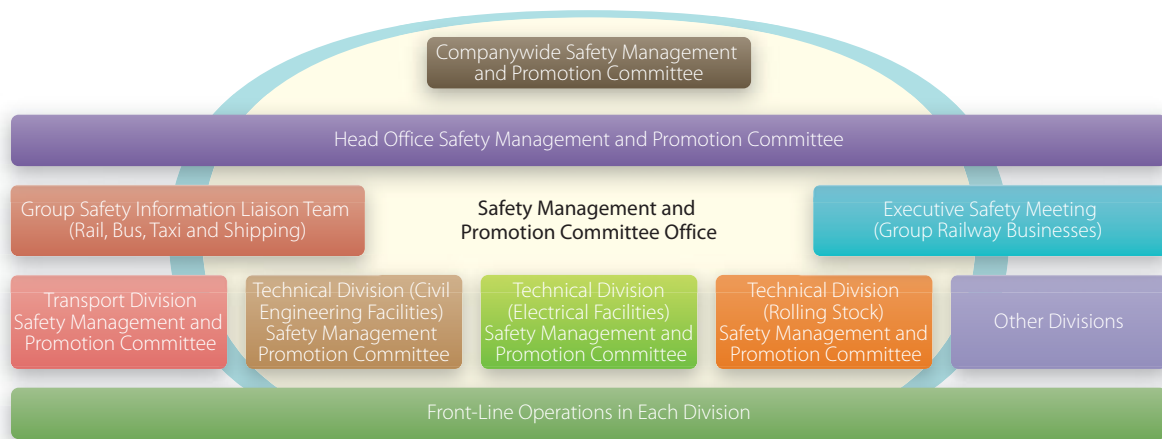 Companywide Safety Management
and Promotion Committee
Head Office Safety Management and Promotion Committee
Group Safety Information Liaison Team
(Rail, Bus, Taxi and Shipping)
Safety Management and
Promotion Committee Office
Executive Safety Meeting
(Group Railway Businesses)
Transport Division
Safety Management and
Promotion Committee
Technical Division (Civil
Engineering Facilities)
Safety Management
Promotion Committee
Technical Division
(Electrical Facilities)
Safety Management and
Promotion Committee
Technical Division
(Rolling Stock)
Safety Management and
Promotion Committee
Other Divisions
Front-Line Operations in Each Division